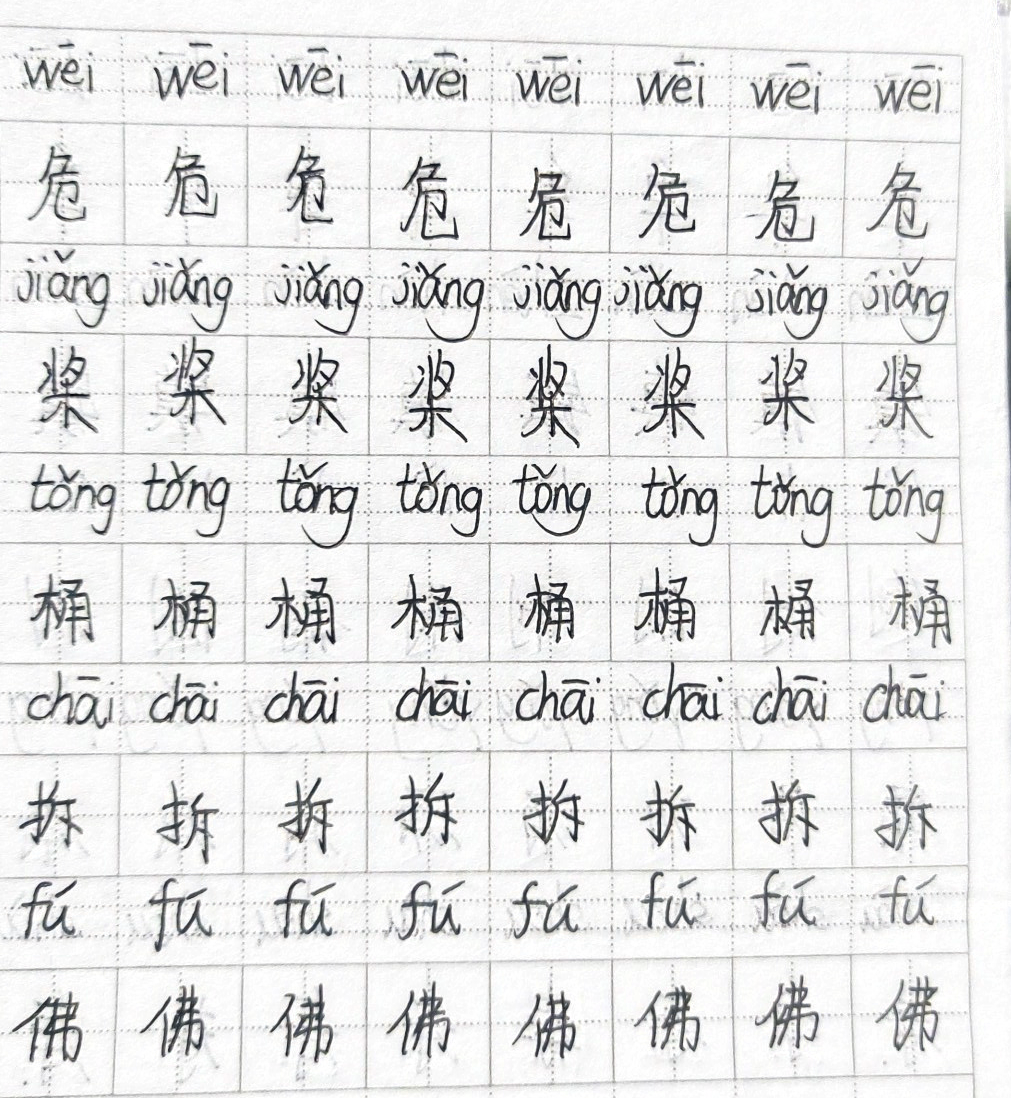 wēi wēi wēi wēi wēi wēi wēi wēi
危 危 危 危 危 危 危 危
jiǎng jiǎng jiǎng jiǎng jiǎng jiǎng jiǎng jiǎng
桨 桨 桨 桨 桨 桨 桨 桨
tǒng tǒng tǒng tǒng tǒng tǒng tǒng tǒng
桶 桶 桶 桶 桶 桶 桶 桶
chāi chāi chāi chāi chāi chāi chāi chāi
拆 拆 拆 拆 拆 拆 拆 拆
fú fú fú fú fú fú fú fú
佛 佛 佛 佛 佛 佛 佛 佛